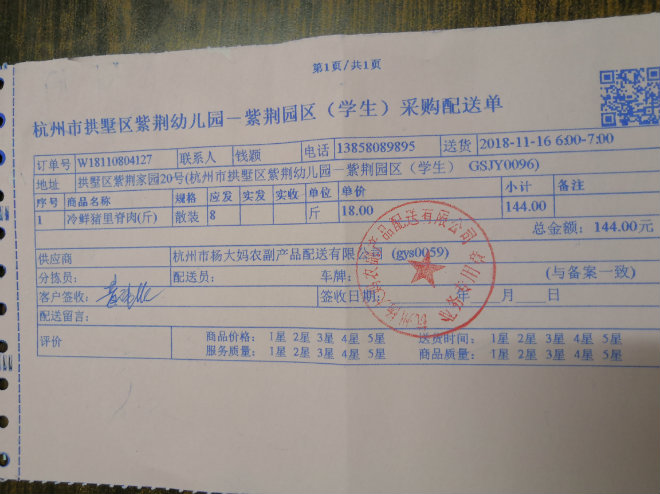 第1页/共1页
杭州市拱墅区紫荆幼儿园－紫荆园区（学生）采购配送单
订单号 W18110804127 联系人 钱颢 电话 13858089895 送货 2018-11-16 6:00-7:00
地址 拱墅区紫荆家园20号(杭州市拱墅区紫荆幼儿园－紫荆园区（学生） GSJY0096)
序号 商品名称 规格 应发 实发 实收 单位 单价 小计 备注
1 冷鲜猪里脊肉(斤) 散装 8 斤 18.00 144.00
总金额: 144.00元
供应商 杭州市杨大妈农副产品配送有限公司 (gys0059)
分拣员: 配送员: 车牌: (与备案一致)
客户签收: 签收日期: 年 月 日
配送留言:
评价 商品价格: 1星 2星 3星 4星 5星 送货时间: 1星 2星 3星 4星 5星
服务质量: 1星 2星 3星 4星 5星 商品质量: 1星 2星 3星 4星 5星